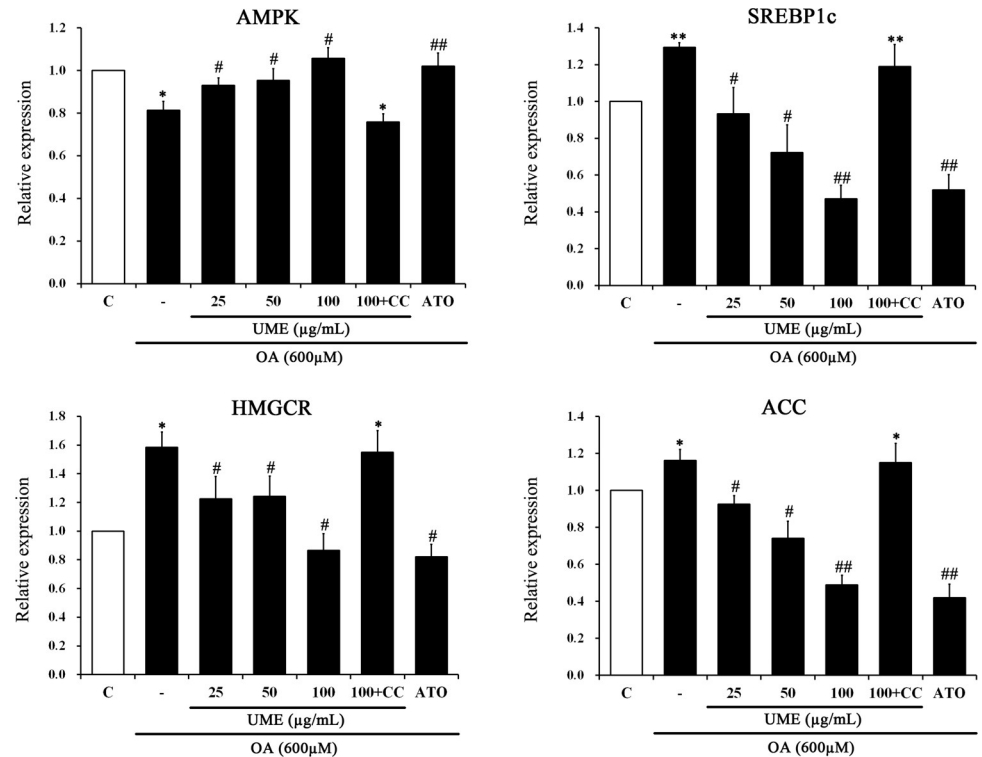 AMPK
Relative expression
1.2
1.0
0.8
0.6
0.4
0.2
0.0
*
#
#
#
*
##
C
-
25
50
100
100+CC
ATO
UME (µg/mL)
OA (600µM)
SREBP1c
Relative expression
1.4
1.2
1.0
0.8
0.6
0.4
0.2
0.0
**
#
#
##
**
##
C
-
25
50
100
100+CC
ATO
UME (µg/mL)
OA (600µM)
HMGCR
Relative expression
1.8
1.6
1.4
1.2
1.0
0.8
0.6
0.4
0.2
0.0
*
#
#
#
*
#
C
-
25
50
100
100+CC
ATO
UME (µg/mL)
OA (600µM)
ACC
Relative expression
1.4
1.2
1.0
0.8
0.6
0.4
0.2
0.0
*
#
#
##
*
##
C
-
25
50
100
100+CC
ATO
UME (µg/mL)
OA (600µM)